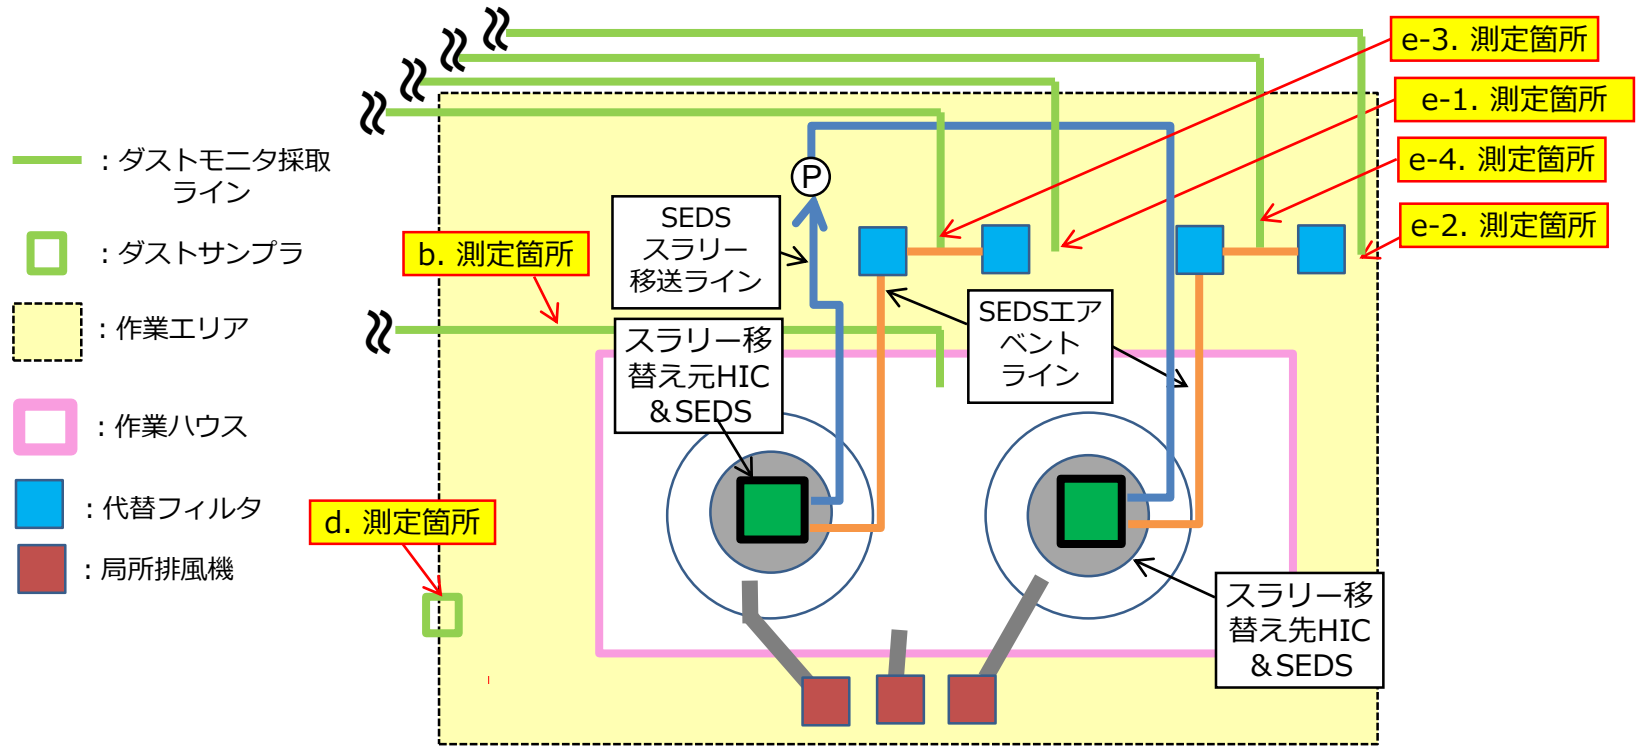 e-3. 測定箇所
e-1. 測定箇所
e-4. 測定箇所
e-2. 測定箇所
：ダストモニタ採取
ライン
：ダストサンプラ
：作業エリア
：作業ハウス
：代替フィルタ
：局所排風機
P
SEDS
スラリー
移送ライン
b. 測定箇所
SEDSエア
ベント
ライン
スラリー移
替え元HIC
＆SEDS
d. 測定箇所
スラリー移
替え先HIC
＆SEDS